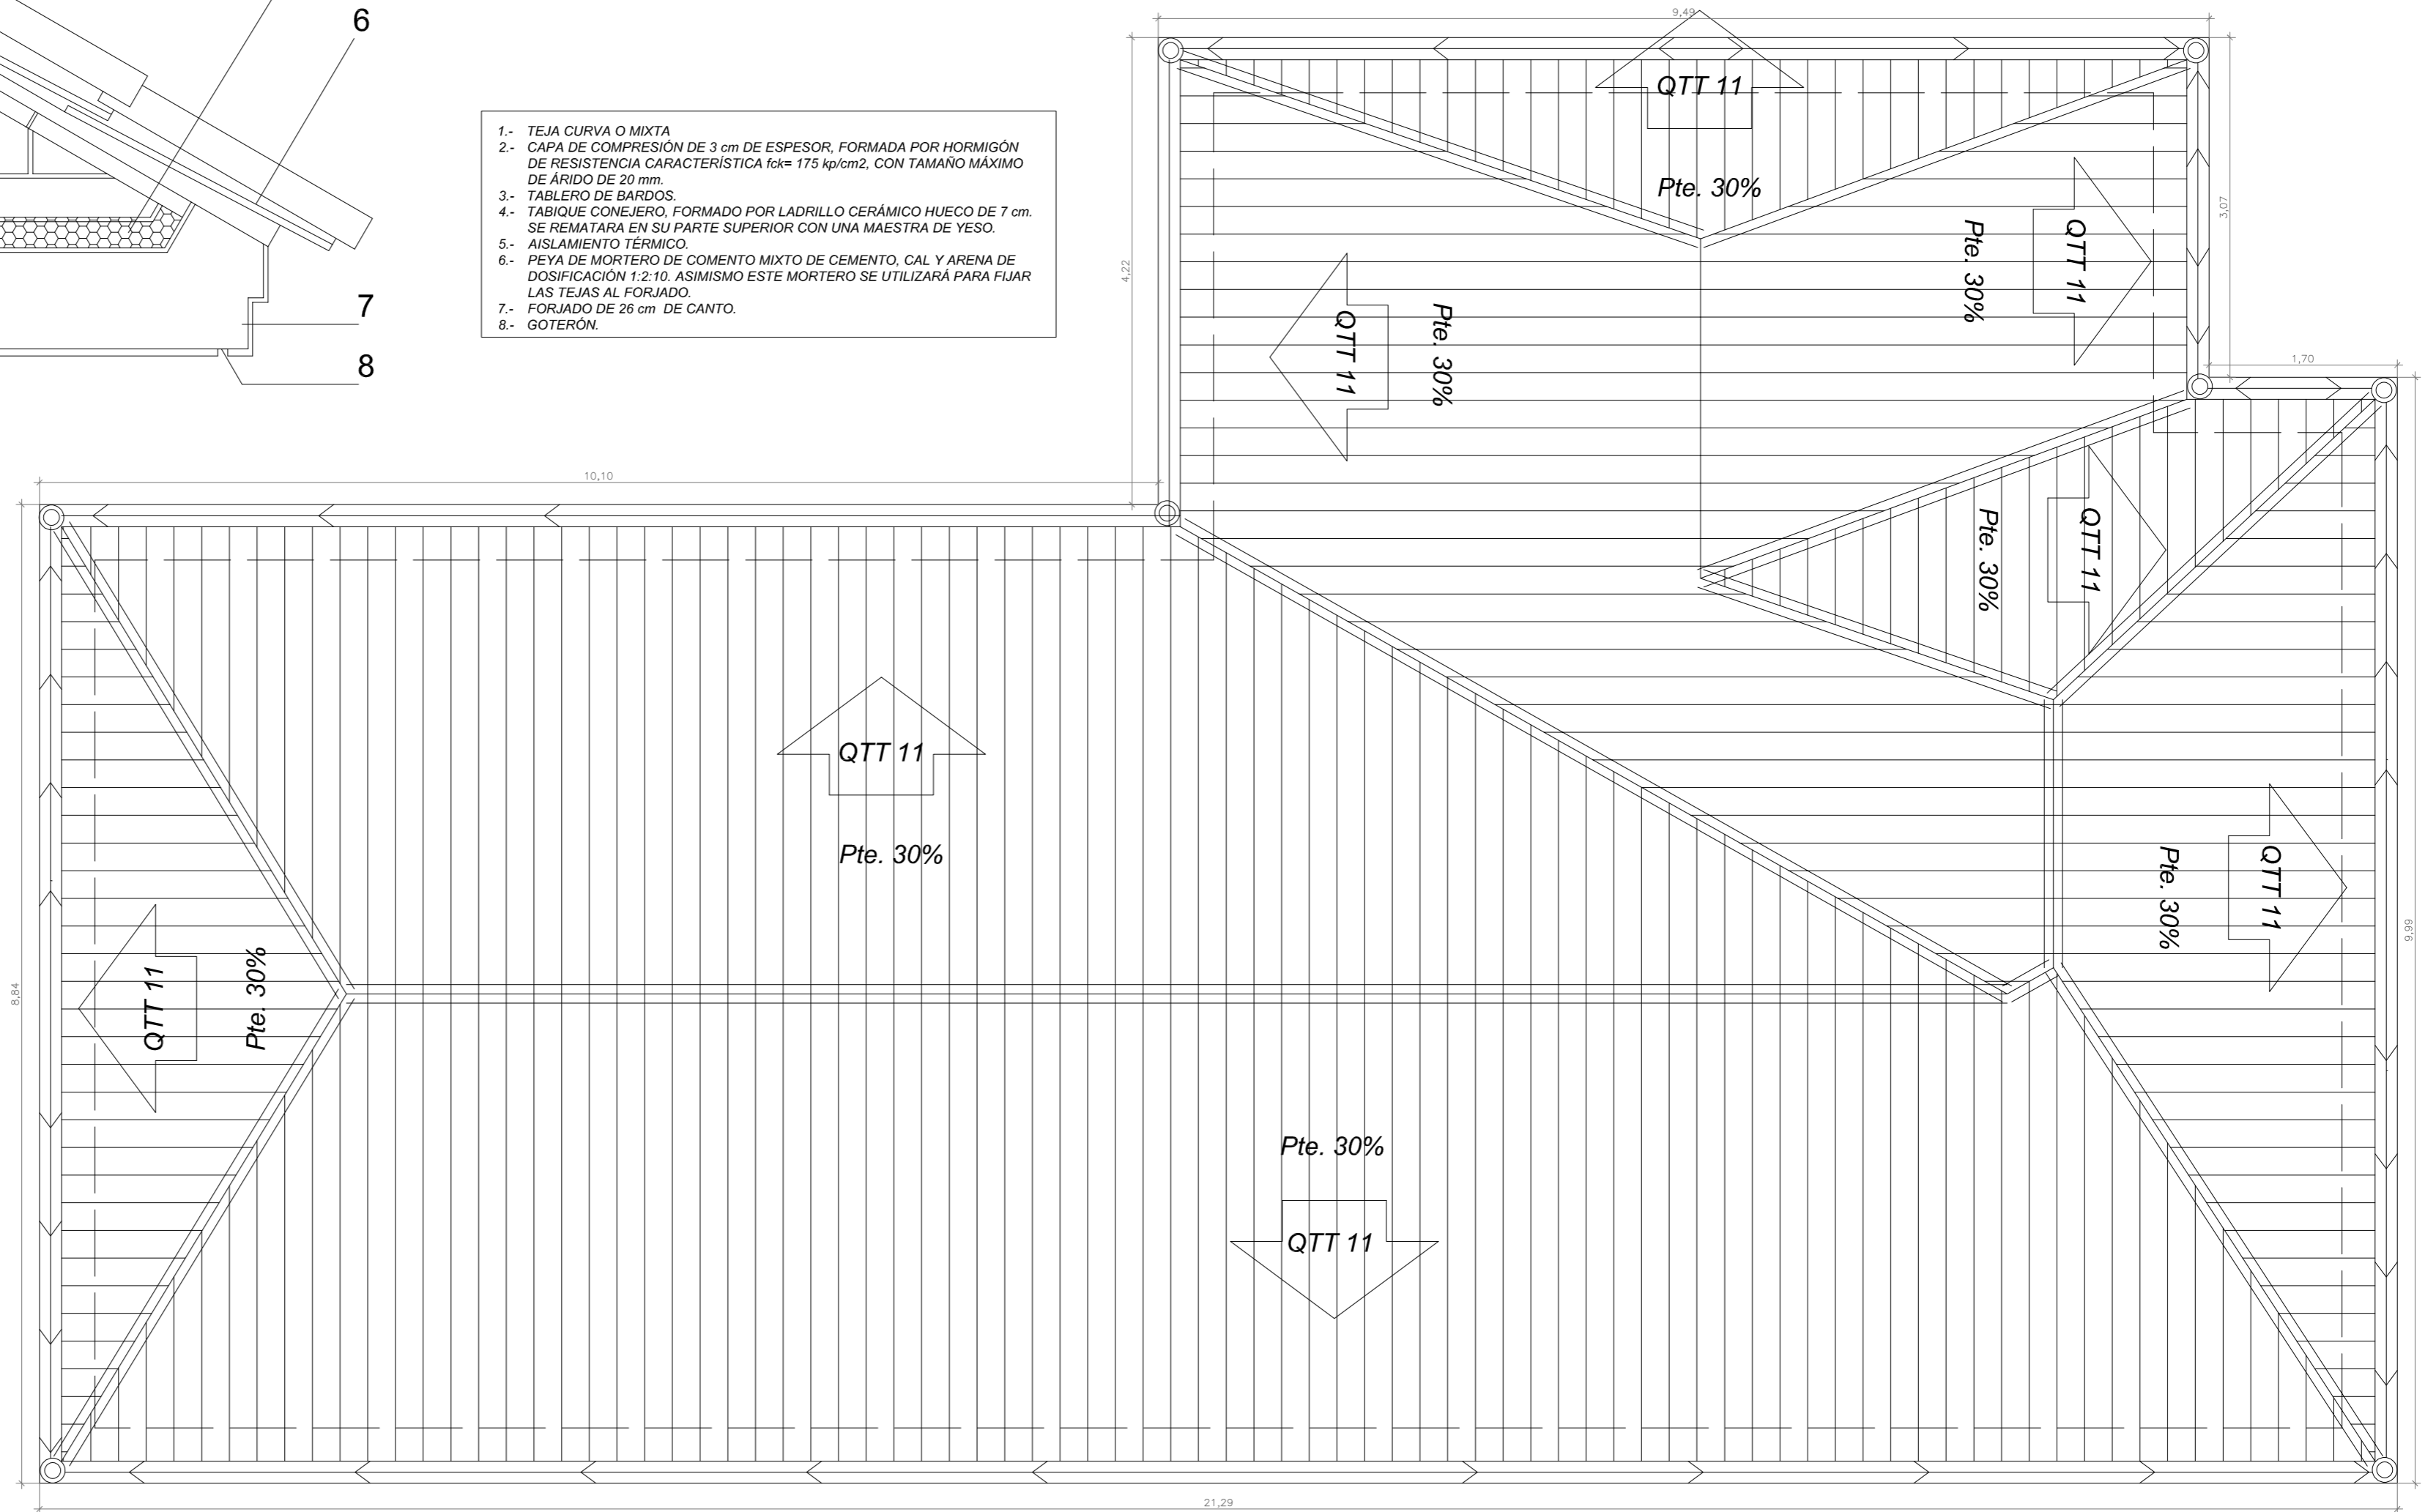 6
7
8
1.- TEJA CURVA O MIXTA
2.- CAPA DE COMPRESIÓN DE 3 cm DE ESPESOR, FORMADA POR HORMIGÓN
DE RESISTENCIA CARACTERÍSTICA fck= 175 kp/cm2, CON TAMAÑO MÁXIMO
DE ÁRIDO DE 20 mm.
3.- TABLERO DE BARDOS.
4.- TABIQUE CONEJERO, FORMADO POR LADRILLO CERÁMICO HUECO DE 7 cm.
SE REMATARA EN SU PARTE SUPERIOR CON UNA MAESTRA DE YESO.
5.- AISLAMIENTO TÉRMICO.
6.- PEYA DE MORTERO DE COMENTO MIXTO DE CEMENTO, CAL Y ARENA DE
DOSIFICACIÓN 1:2:10. ASIMISMO ESTE MORTERO SE UTILIZARÁ PARA FIJAR
LAS TEJAS AL FORJADO.
7.- FORJADO DE 26 cm DE CANTO.
8.- GOTERÓN.
9,49
QTT 11
Pte. 30%
4,22
3,07
QTT 11
Pte. 30%
Pte. 30%
QTT 11
1,70
10,10
Pte. 30%
QTT 11
QTT 11
Pte. 30%
Pte. 30%
QTT 11
9,99
8,84
QTT 11
Pte. 30%
Pte. 30%
QTT 11
21,29